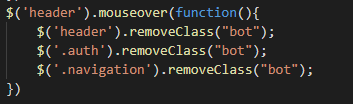 $('header').mouseover(function(){
    $('header').removeClass("bot");
    $('.auth').removeClass("bot");
    $('.navigation').removeClass("bot");
})